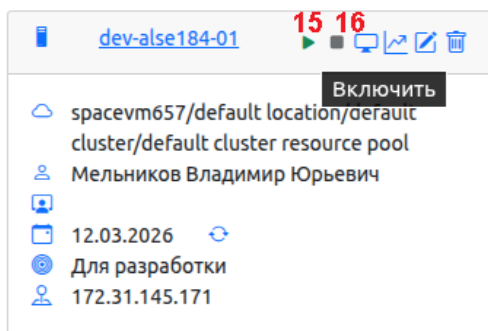 15 16
dev-alse184-01
Включить
spacevm657/default location/default
cluster/default cluster resource pool
Мельников Владимир Юрьевич
12.03.2026
Для разработки
172.31.145.171